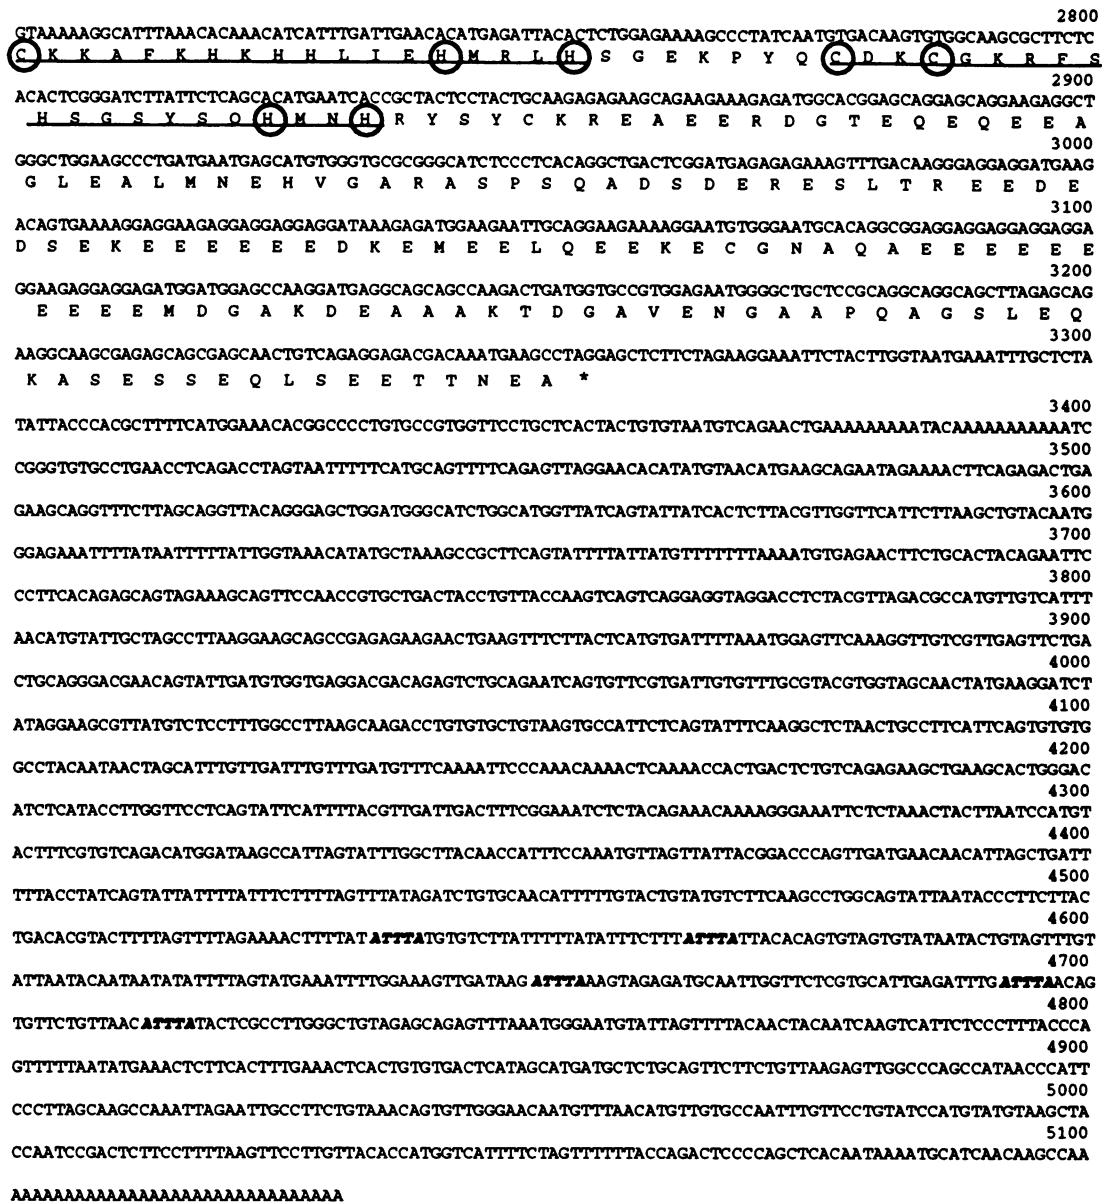 2800
GTAAAAAGGCATTTAAACACAAACATCATTTGATTGAACACATGAGATTACACTCTGGAGAAAAGCCCTATCAATGTGACAAGTGTGGCAAGCGCTTCTC
C K K A F K H K H H L I E H M R L H S G E K P Y Q C D K C G K R F S
2900
ACACTCGGGATCTTATTCTCAGCACATGAATCACCGCTACTCCTACTGCAAGAGAGAAGCAGAAGAAAGAGATGGCACGGAGCAGGAGCAGGAAGAGGCT
H S G S Y S Q H M N H R Y S Y C K R E A E E R D G T E Q E Q E E A
3000
GGGCTGGAAGCCCTGATGAATGAGCATGTGGGTGCGCGGGCATCTCCCTCACAGGCTGACTCGGATGAGAGAGAAAGTTTGACAAGGGAGGAGGATGAAG
G L E A L M N E H V G A R A S P S Q A D S D E R E S L T R E E D E
3100
ACAGTGAAAAGGAGGAAGAGGAGGAGGAGGATAAAGAGATGGAAGAATTGCAGGAAGAAAAGGAATGTGGGAATGCACAGGCGGAGGAGGAGGAGGAGGA
D S E K E E E E E E D K E M E E L Q E E K E C G N A Q A E E E E E E
3200
GGAAGAGGAGGAGATGGATGGAGCCAAGGATGAGGCAGCAGCCAAGACTGATGGTGCCGTGGAGAATGGGGCTGCTCCGCAGGCAGGCAGCTTAGAGCAG
E E E E M D G A K D E A A A K T D G A V E N G A A P Q A G S L E Q
3300
AAGGCAAGCGAGAGCAGCGAGCAACTGTCAGAGGAGACGACAAATGAAGCCTAGGAGCTCTTCTAGAAGGAAATTCTACTTGGTAATGAAATTTGCTCTA
K A S E S S E Q L S E E T T N E A *
3400
TATTACCCACGCTTTTCATGGAAACACGGCCCCTGTGCCGTGGTTCCTGCTCACTACTGTGTAATGTCAGAACTGAAAAAAAAATACAAAAAAAAAAATC
3500
CGGGTGTGCCTGAACCTCAGACCTAGTAATTTTTCATGCAGTTTTCAGAGTTAGGAACACATATGTAACATGAAGCAGAATAGAAAACTTCAGAGACTGA
3600
GAAGCAGGTTTCTTAGCAGGTTACAGGGAGCTGGATGGGCATCTGGCATGGTTATCAGTATTATCACTCTTACGTTGGTTCATTCTTAAGCTGTACAATG
3700
GGAGAAATTTTATAATTTTTATTGGTAAACATATGCTAAAGCCGCTTCAGTATTTTATTATGTTTTTTTAAAATGTGAGAACTTCTGCACTACAGAATTC
3800
CCTTCACAGAGCAGTAGAAAGCAGTTCCAACCGTGCTGACTACCTGTTACCAAGTCAGTCAGGAGGTAGGACCTCTACGTTAGACGCCATGTTGTCATTT
3900
AACATGTATTGCTAGCCTTAAGGAAGCAGCCGAGAGAAGAACTGAAGTTTCTTACTCATGTGATTTTAAATGGAGTTCAAAGGTTGTCGTTGAGTTCTGA
4000
CTGCAGGGACGAACAGTATTGATGTGGTGAGGACGACAGAGTCTGCAGAATCAGTGTTCGTGATTGTGTTTGCGTACGTGGTAGCAACTATGAAGGATCT
4100
ATAGGAAGCGTTATGTCTCCTTTGGCCTTAAGCAAGACCTGTGTGCTGTAAGTGCCATTCTCAGTATTTCAAGGCTCTAACTGCCTTCATTCAGTGTGTG
4200
GCCTACAATAACTAGCATTTGTTGATTTGTTTGATGTTTCAAAATTCCCAAACAAAACTCAAAACCACTGACTCTGTCAGAGAAGCTGAAGCACTGGGAC
4300
ATCTCATACCTTGGTTCCTCAGTATTCATTTTACGTTGATTGACTTTCGGAAATCTCTACAGAAACAAAAGGGAAATTCTCTAAACTACTTAATCCATGT
4400
ACTTTCGTGTCAGACATGGATAAGCCATTAGTATTTGGCTTACAACCATTTCCAAATGTTAGTTATTACGGACCCAGTTGATGAACAACATTAGCTGATT
4500
TTTACCTATCAGTATTATTTTATTTCTTTTAGTTTATAGATCTGTGCAACATTTTTGTACTGTATGTCTTCAAGCCTGGCAGTATTAATACCCTTCTTAC
4600
TGACACGTACTTTTAGTTTTAGAAAACTTTTATATTTATGTGTCTTATTTTTATATTTCTTTATTTATTACACAGTGTAGTGTATAATACTGTAGTTTGT
4700
ATTAATACAATAATATATTTTAGTATGAAATTTTGGAAAGTTGATAAGATTTAAAGTAGAGATGCAATTGGTTCTCGTGCATTGAGATTTGATTTAACAG
4800
TGTTCTGTTAACATTTATACTCGCCTTGGGCTGTAGAGCAGAGTTTAAATGGGAATGTATTAGTTTTACAACTACAATCAAGTCATTCTCCCTTTACCCA
4900
GTTTTTAATATGAAACTCTTCACTTTGAAACTCACTGTGTGACTCATAGCATGATGCTCTGCAGTTCTTCTGTTAAGAGTTGGCCCAGCCATAACCCATT
5000
CCCTTAGCAAGCCAAATTAGAATTGCCTTCTGTAAACAGTGTTGGGAACAATGTTTAACATGTTGTGCCAATTTGTTCCTGTATCCATGTATGTAAGCTA
5100
CCAATCCGACTCTTCCTTTTAAGTTCCTTGTTACACCATGGTCATTTTCTAGTTTTTTTACCAGACTCCCCAGCTCACAATAAAATGCATCAACAAGCCAA
AAAAAAAAAAAAAAAAAAAAAAAAAAAAAA